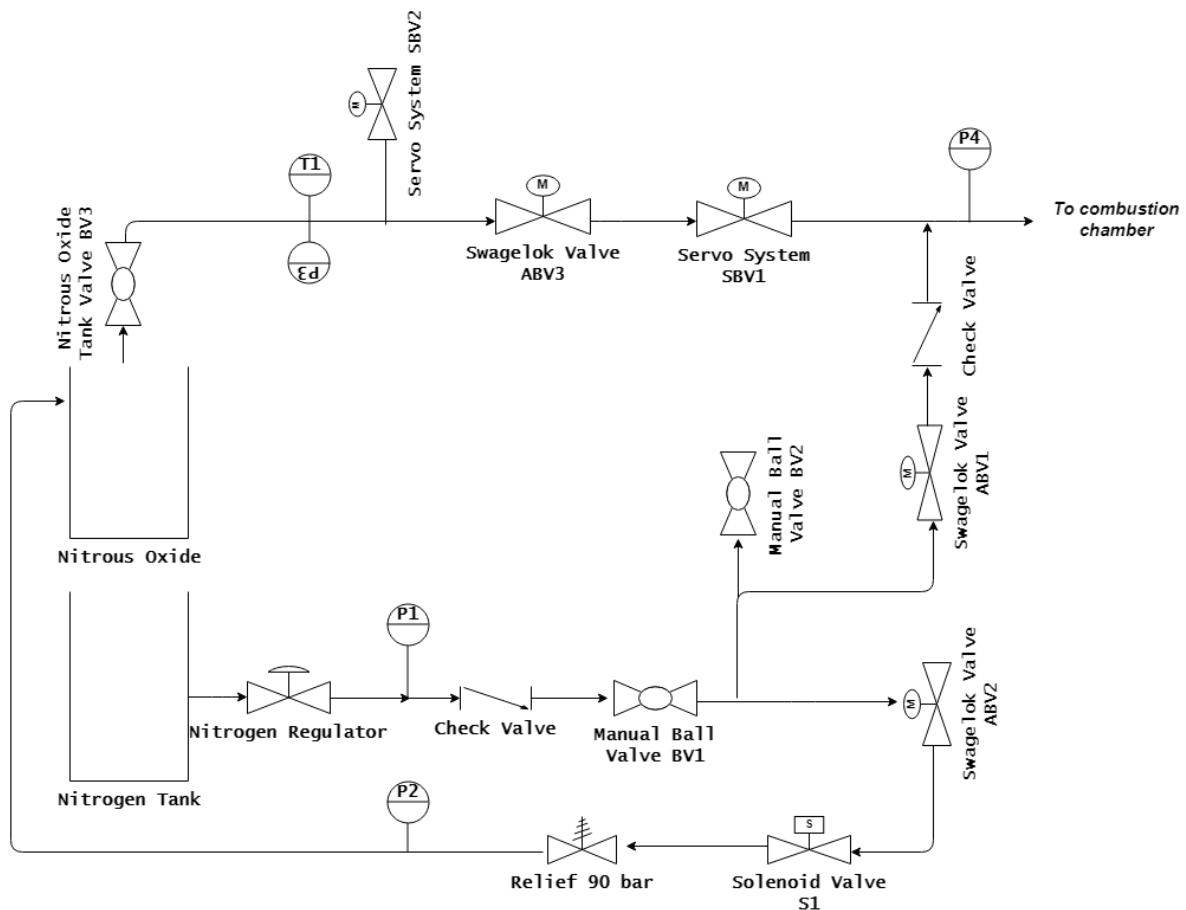 Servo System SBV2
M
T1
P3
Nitrous Oxide
Tank Valve BV3
M
Swagelok Valve
ABV3
M
Servo System
SBV1
P4
To combustion
chamber
Check Valve
Swagelok Valve
ABV1
M
Manual Ball
Valve BV2
Nitrous Oxide
P1
Nitrogen Regulator
Check Valve
Manual Ball
Valve BV1
Swagelok Valve
ABV2
M
Nitrogen Tank
P2
Relief 90 bar
S
Solenoid Valve
S1